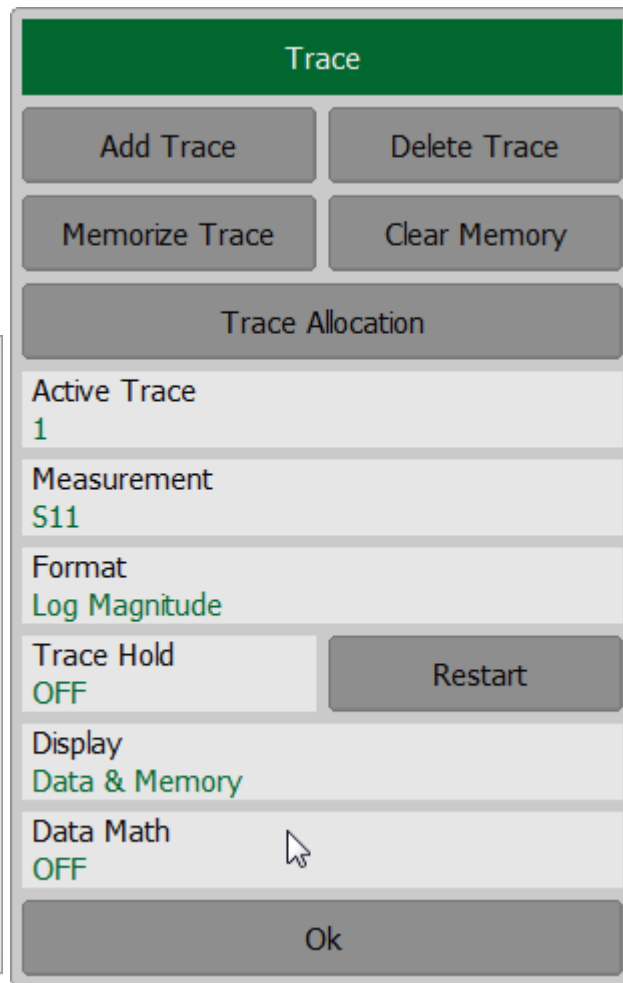 Trace
Add Trace
Delete Trace
Memorize Trace
Clear Memory
Trace Allocation
Active Trace
1
Measurement
S11
Format
Log Magnitude
Trace Hold
OFF
Restart
Display
Data & Memory
Data Math
OFF
Ok